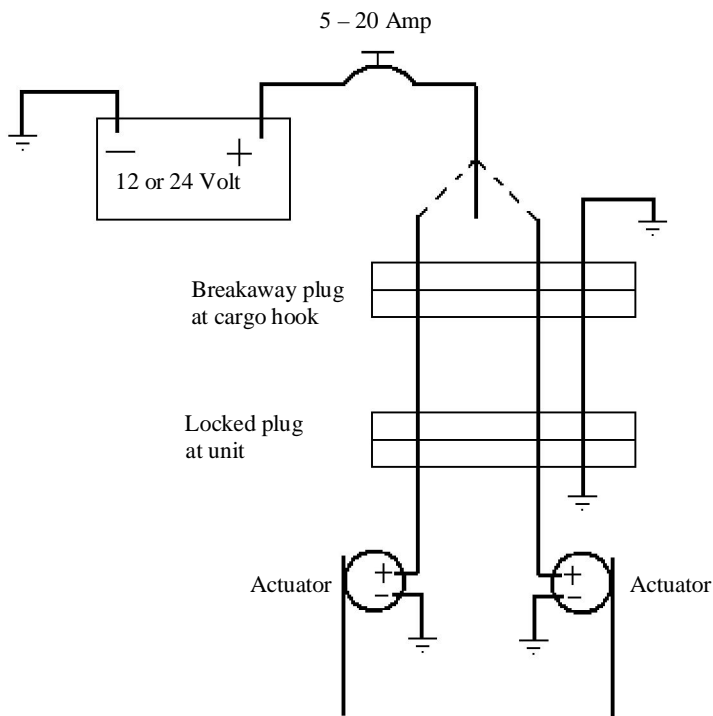 5 – 20 Amp
— +
12 or 24 Volt
Breakaway plug
at cargo hook
Locked plug
at unit
Actuator
+
–
+
–
Actuator